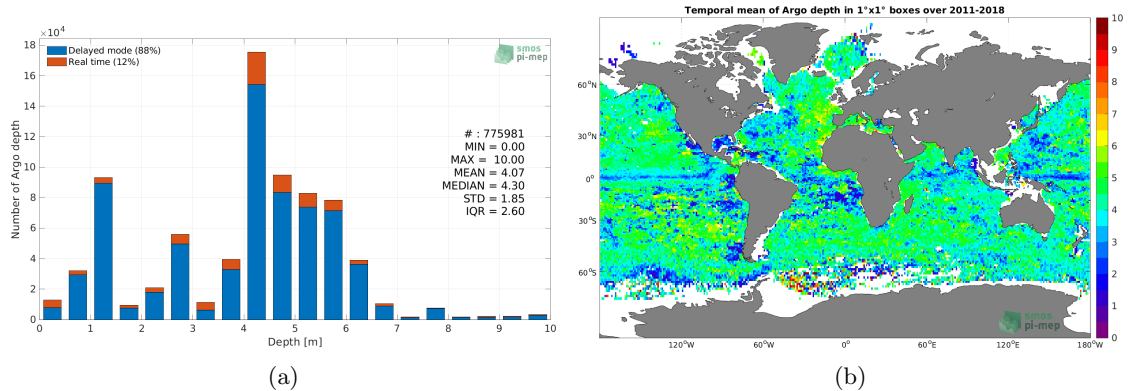 ×10⁴
18
16
14
12
10
8
6
4
2
0
Number of Argo depth
Delayed mode (88%)
Real time (12%)
smos
pi-mep
# : 775981
MIN = 0.00
MAX = 10.00
MEAN = 4.07
MEDIAN = 4.30
STD = 1.85
IQR = 2.60
0 1 2 3 4 5 6 7 8 9 10
Depth [m]
(a)
Temporal mean of Argo depth in 1°x1° boxes over 2011-2018
60°N
30°N
0°
30°S
60°S
120°W 60°W 0° 60°E 120°E 180°W
smos
pi-mep
10
9
8
7
6
5
4
3
2
1
0
(b)